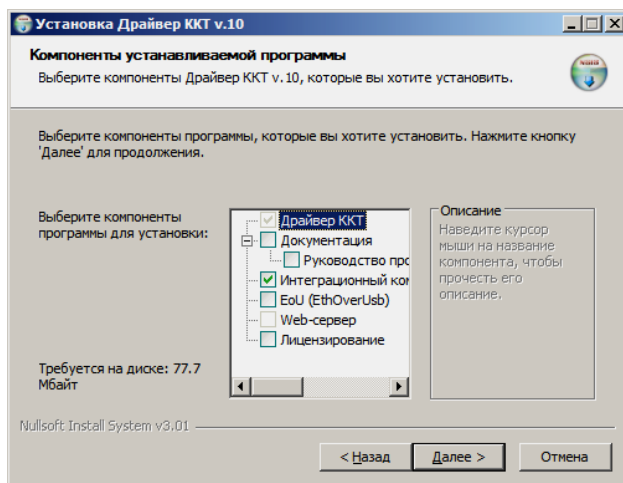 Установка Драйвер ККТ v.10
Компоненты устанавливаемой программы
Выберите компоненты Драйвер ККТ v.10, которые вы хотите установить.
Выберите компоненты программы, которые вы хотите установить. Нажмите кнопку
'Далее' для продолжения.
Выберите компоненты
программы для установки:
Драйвер ККТ
Документация
Руководство про
Интеграционный ком
EoU (EthOverUsb)
Web-сервер
Лицензирование
Описание
Наведите курсор
мыши на название
компонента, чтобы
прочесть его
описание.
Требуется на диске: 77.7
Мбайт
Nullsoft Install System v3.01
< Назад
Далее >
Отмена